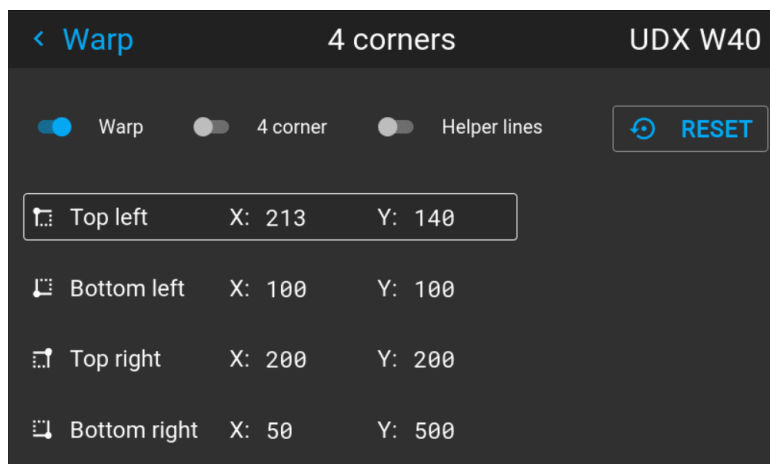 Warp 4 corners UDX W40
Warp 4 corner Helper lines RESET
Top left X: 213 Y: 140
Bottom left X: 100 Y: 100
Top right X: 200 Y: 200
Bottom right X: 50 Y: 500